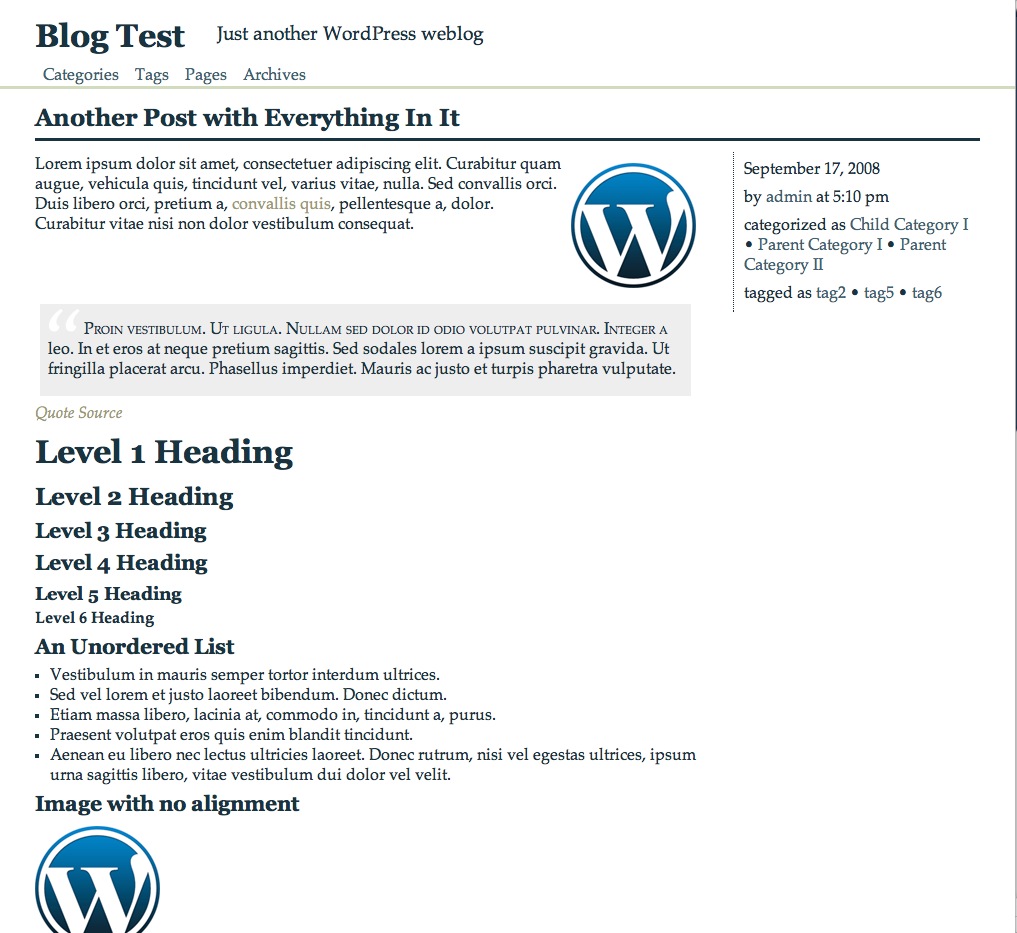 Blog Test
Just another WordPress weblog
Categories Tags Pages Archives
Another Post with Everything In It
Lorem ipsum dolor sit amet, consectetuer adipiscing elit. Curabitur quam
augue, vehicula quis, tincidunt vel, varius vitae, nulla. Sed convallis orci.
Duis libero orci, pretium a, convallis quis, pellentesque a, dolor.
Curabitur vitae nisi non dolor vestibulum consequat.
September 17, 2008
by admin at 5:10 pm
categorized as Child Category I
• Parent Category I • Parent
Category II
tagged as tag2 • tag5 • tag6
“ Proin vestibulum. Ut ligula. Nullam sed dolor id odio volutpat pulvinar. Integer a
leo. In et eros at neque pretium sagittis. Sed sodales lorem a ipsum suscipit gravida. Ut
fringilla placerat arcu. Phasellus imperdiet. Mauris ac justo et turpis pharetra vulputate.
Quote Source
Level 1 Heading
Level 2 Heading
Level 3 Heading
Level 4 Heading
Level 5 Heading
Level 6 Heading
An Unordered List
▪ Vestibulum in mauris semper tortor interdum ultrices.
▪ Sed vel lorem et justo laoreet bibendum. Donec dictum.
▪ Etiam massa libero, lacinia at, commodo in, tincidunt a, purus.
▪ Praesent volutpat eros quis enim blandit tincidunt.
▪ Aenean eu libero nec lectus ultricies laoreet. Donec rutrum, nisi vel egestas ultrices, ipsum
urna sagittis libero, vitae vestibulum dui dolor vel velit.
Image with no alignment